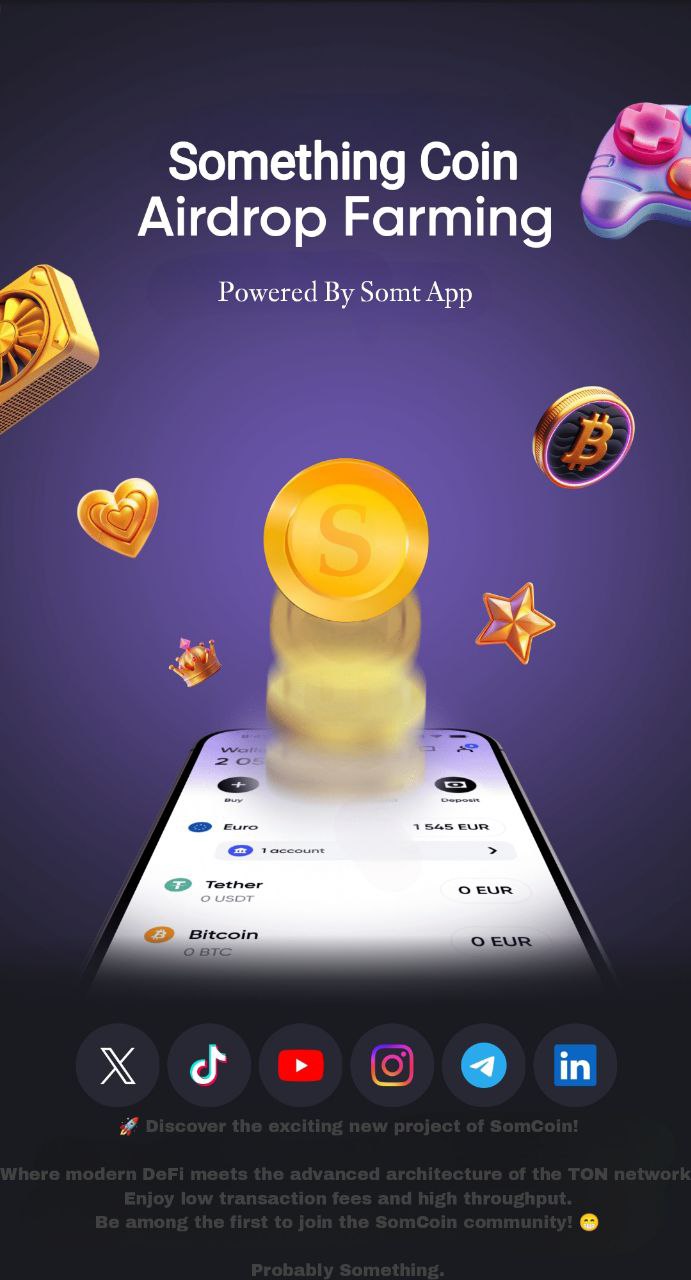 Something Coin
Airdrop Farming
Powered By Somt App
S
Buy
Deposit
Euro
1 545 EUR
1 account
Tether
0 USDT
0 EUR
Bitcoin
0 BTC
0 EUR
🚀 Discover the exciting new project of SomCoin!
Where modern DeFi meets the advanced architecture of the TON network
Enjoy low transaction fees and high throughput.
Be among the first to join the SomCoin community! 😁
Probably Something.